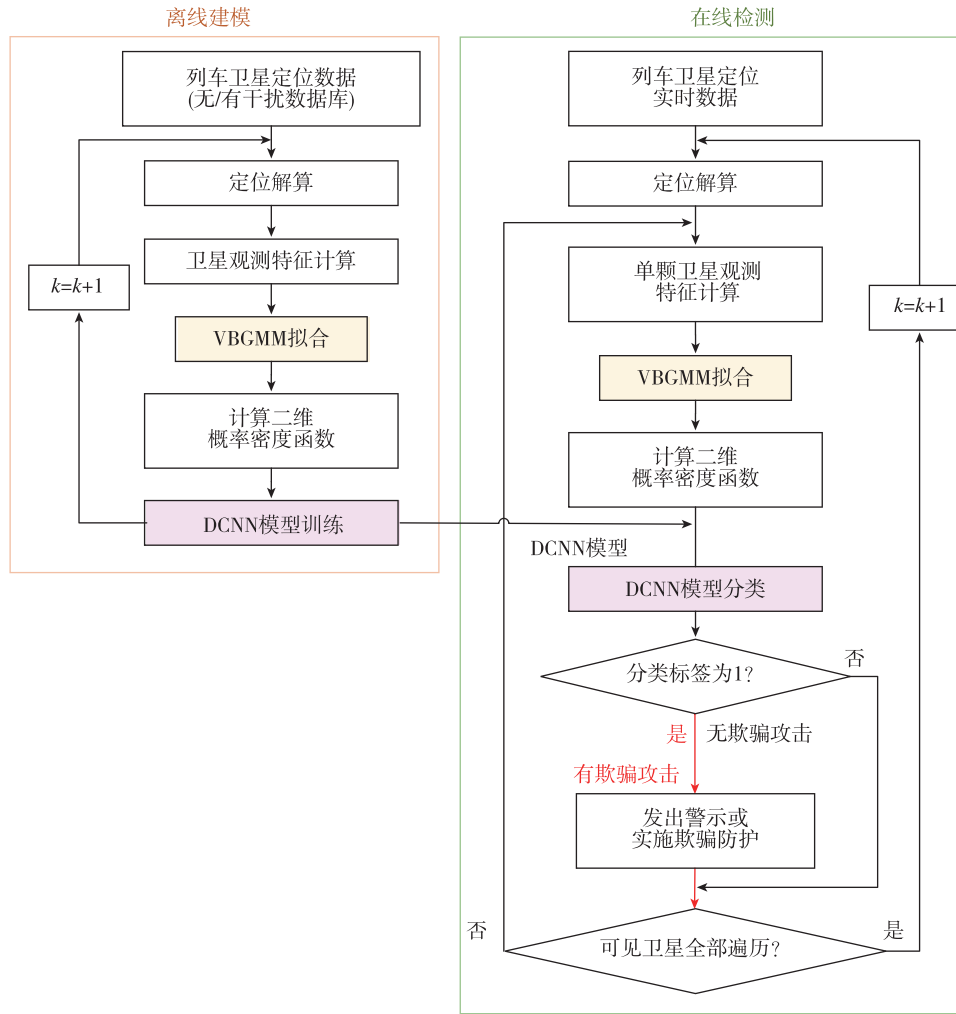 离线建模
列车卫星定位数据
(无/有干扰数据库)
定位解算
卫星观测特征计算
k=k+1
VBGMM拟合
计算二维
概率密度函数
DCNN模型训练
在线检测
列车卫星定位
实时数据
定位解算
单颗卫星观测
特征计算
k=k+1
VBGMM拟合
计算二维
概率密度函数
DCNN模型
DCNN模型分类
分类标签为1?
否
是
无欺骗攻击
有欺骗攻击
发出警示或
实施欺骗防护
否
可见卫星全部遍历?
是